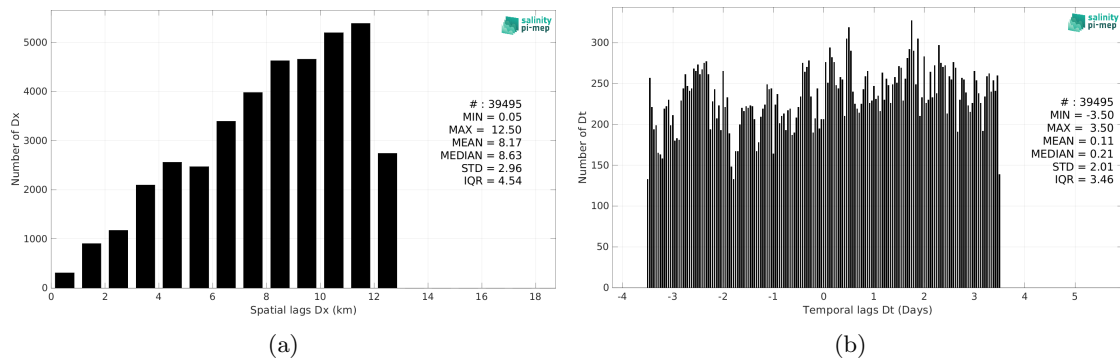 salinity
pi-mep
5000
4000
3000
2000
1000
0
Number of Dx
# : 39495
MIN = 0.05
MAX = 12.50
MEAN = 8.17
MEDIAN = 8.63
STD = 2.96
IQR = 4.54
0 2 4 6 8 10 12 14 16 18
Spatial lags Dx (km)
(a)
salinity
pi-mep
300
250
200
150
100
50
0
Number of Dt
# : 39495
MIN = -3.50
MAX = 3.50
MEAN = 0.11
MEDIAN = 0.21
STD = 2.01
IQR = 3.46
-4 -3 -2 -1 0 1 2 3 4 5
Temporal lags Dt (Days)
(b)